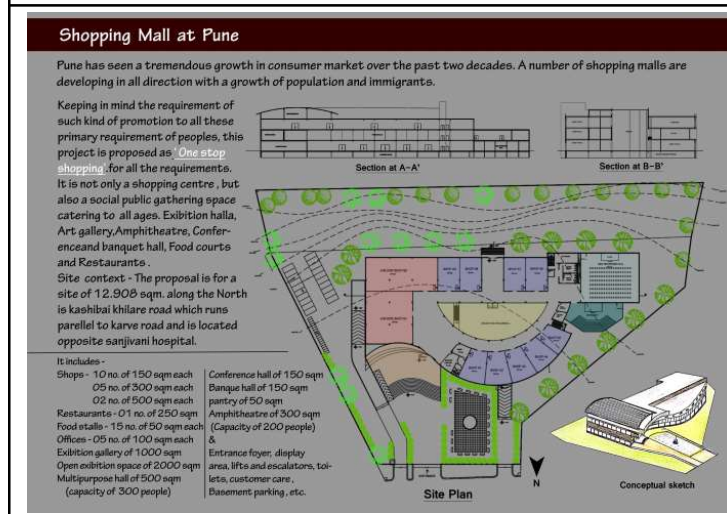 Shopping Mall at Pune
Pune has seen a tremendous growth in consumer market over the past two decades. A number of shopping malls are
developing in all direction with a growth of population and immigrants.
Keeping in mind the requirement of
such kind of promotion to all these
primary requirement of peoples, this
project is proposed as 'One stop
shopping'.for all the requirements.
It is not only a shopping centre , but
also a social public gathering space
catering to all ages. Exibition halla,
Art gallery,Amphitheatre, Confer-
enceand banquet hall, Food courts
and Restaurants .
Site context - The proposal is for a
site of 12.908 sqm. along the North
is kashibai khilare road which runs
parellel to karve road and is located
opposite sanjivani hospital.
It includes -
Shops - 10 no. of 150 sqm each
05 no. of 300 sqm each
02 no. of 500 sqm each
Restaurants - 01 no. of 250 sqm
Food stalls - 15 no. of 50 sqm each
Offices - 05 no. of 100 sqm each
Exibition gallery of 1000 sqm
Open exibition space of 2000 sqm
Multipurpose hall of 500 sqm
(capacity of 300 people)
Conference hall of 150 sqm
Banque hall of 150 sqm
pantry of 50 sqm
Amphitheatre of 300 sqm
(Capacity of 200 people)
&
Entrance foyer, display
area, lifts and escalators, toi-
lets, customer care ,
Basement parking , etc.
Section at A-A'
Section at B-B'
Site Plan
N
Conceptual sketch